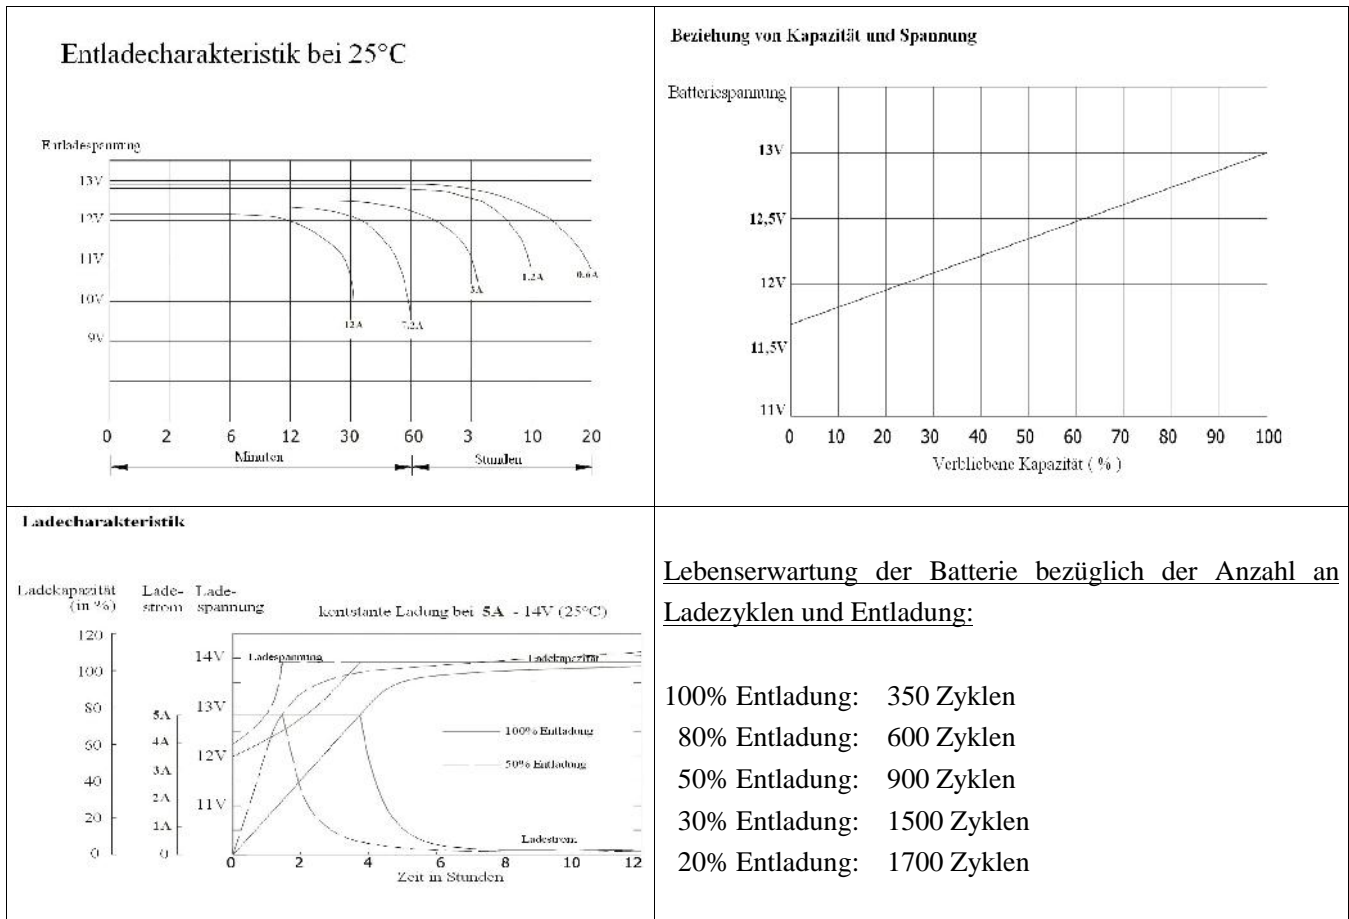 Entladecharakteristik bei 25°C
Entladespannung
13V
12V
11V
10V
9V
12A
7,2A
3A
1.2A
0.6A
0 2 6 12 30 60 3 10 20
Minuten Stunden
Beziehung von Kapazität und Spannung
Batteriespannung
13V
12,5V
12V
11,5V
11V
0 10 20 30 40 50 60 70 80 90 100
Verbliebene Kapazität ( % )
Ladecharakteristik
Ladekapazität Lade- Lade-
(in %) strom spannung
kontstante Ladung bei 5A - 14V (25°C)
120
100
80
60
40
20
0
5A
4A
3A
2A
1A
0
14V
13V
12V
11V
Ladespannung
Ladekapazität
100% Entladung
50% Entladung
Ladestrom
0 2 4 6 8 10 12
Zeit in Stunden
Lebenserwartung der Batterie bezüglich der Anzahl an
Ladezyklen und Entladung:
100% Entladung: 350 Zyklen
80% Entladung: 600 Zyklen
50% Entladung: 900 Zyklen
30% Entladung: 1500 Zyklen
20% Entladung: 1700 Zyklen